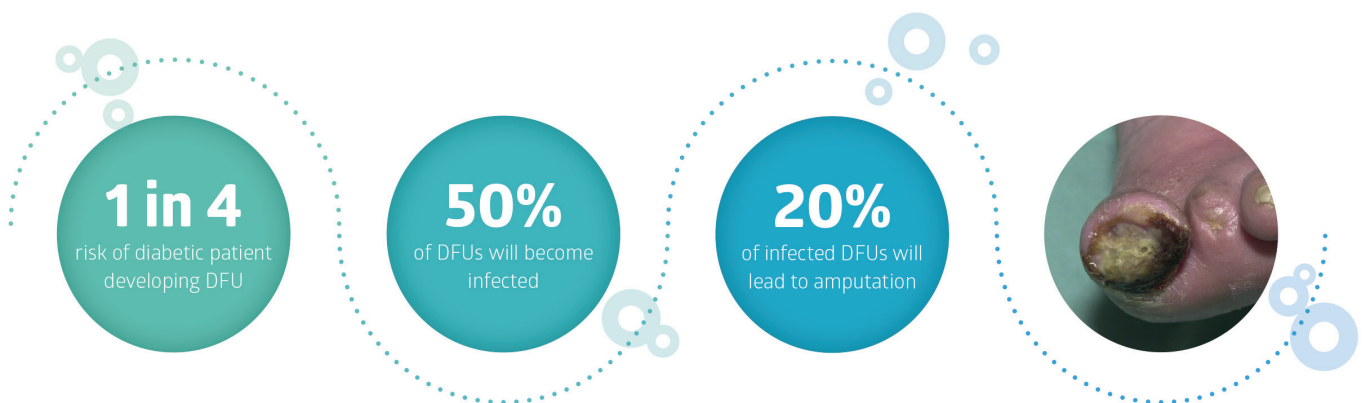 1 in 4
risk of diabetic patient
developing DFU
50%
of DFUs will become
infected
20%
of infected DFUs will
lead to amputation